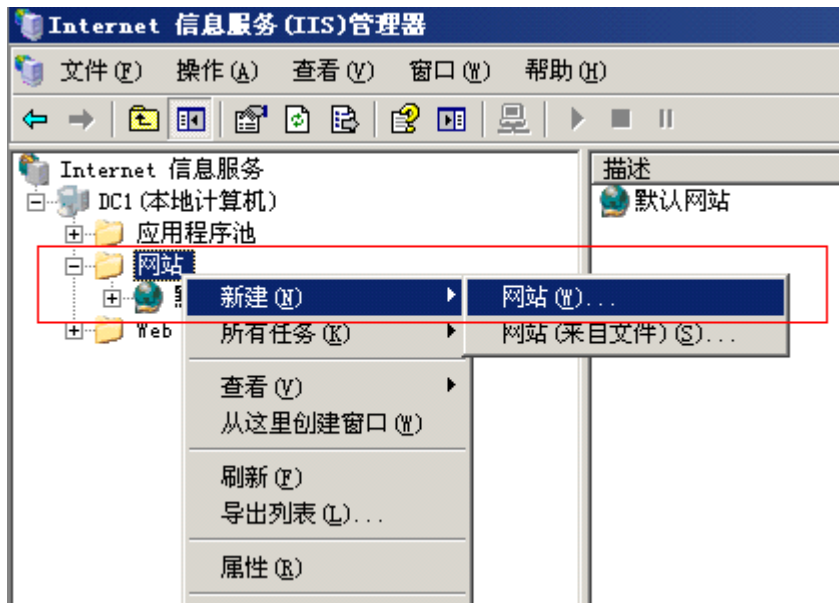 Internet 信息服务(IIS)管理器
文件(F) 操作(A) 查看(V) 窗口(W) 帮助(H)
Internet 信息服务
DC1(本地计算机)
应用程序池
网站
Web
新建(N)
所有任务(K)
查看(V)
从这里创建窗口(W)
刷新(F)
导出列表(L)...
属性(R)
网站(W)...
网站(来自文件)(S)...
描述
默认网站